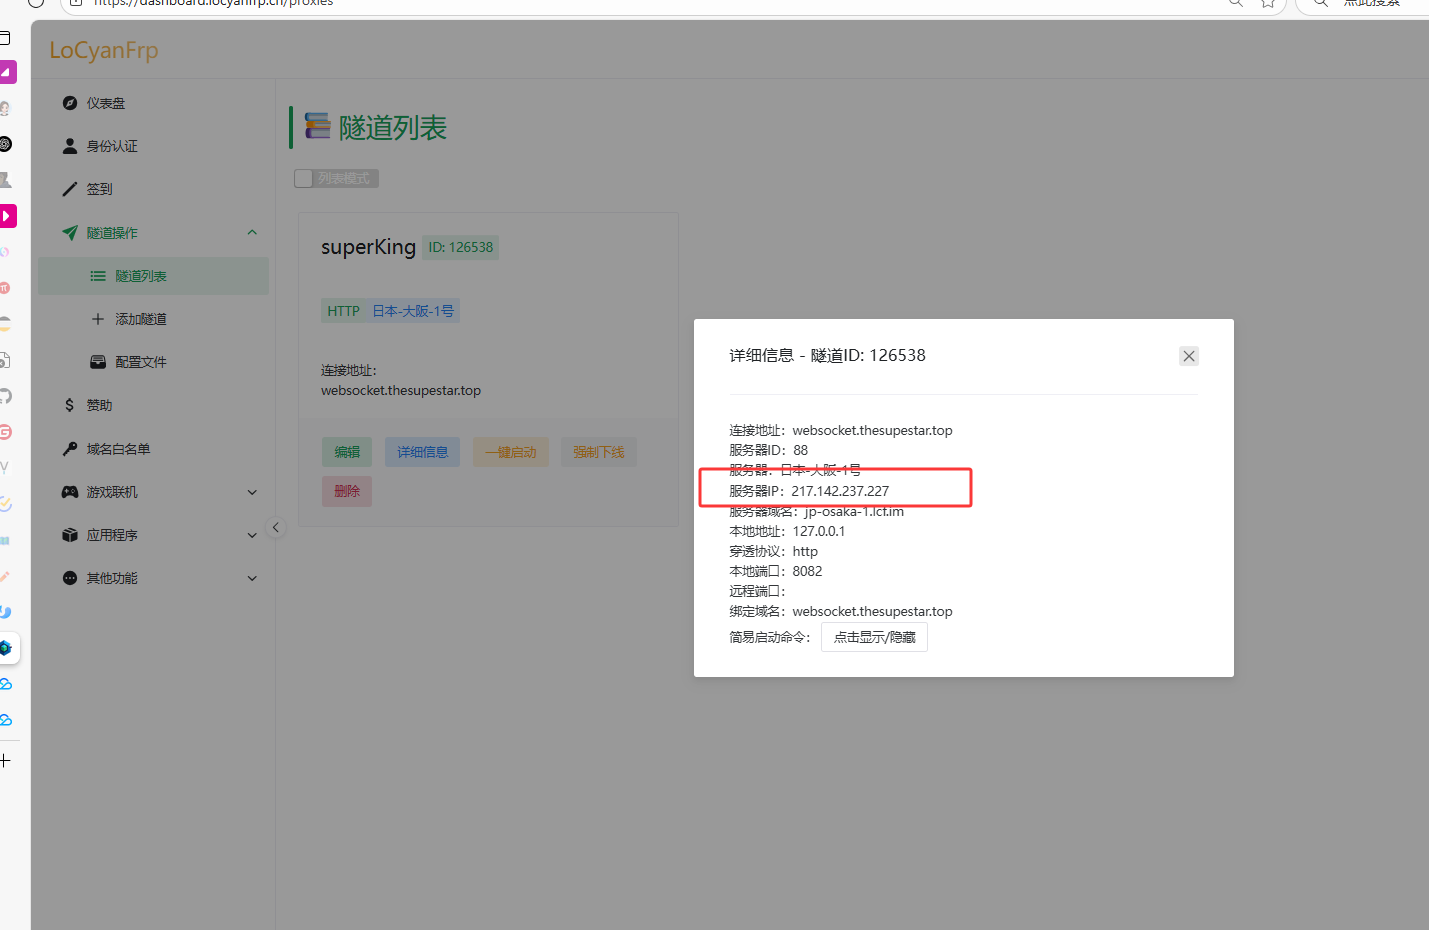 https://dashboard.locyanfrp.cn/proxies
点此搜索
LoCyanFrp
仪表盘
身份认证
签到
隧道操作
隧道列表
添加隧道
配置文件
赞助
域名白名单
游戏联机
应用程序
其他功能
隧道列表
列表模式
superKing ID: 126538
HTTP 日本-大阪-1号
连接地址：
websocket.thesupestar.top
编辑 详细信息 一键启动 强制下线
删除
详细信息 - 隧道ID: 126538
连接地址：websocket.thesupestar.top
服务器ID：88
服务器：日本-大阪-1号
服务器IP：217.142.237.227
服务器域名：jp-osaka-1.lcf.im
本地地址：127.0.0.1
穿透协议：http
本地端口：8082
远程端口：
绑定域名：websocket.thesupestar.top
简易启动命令： 点击显示/隐藏